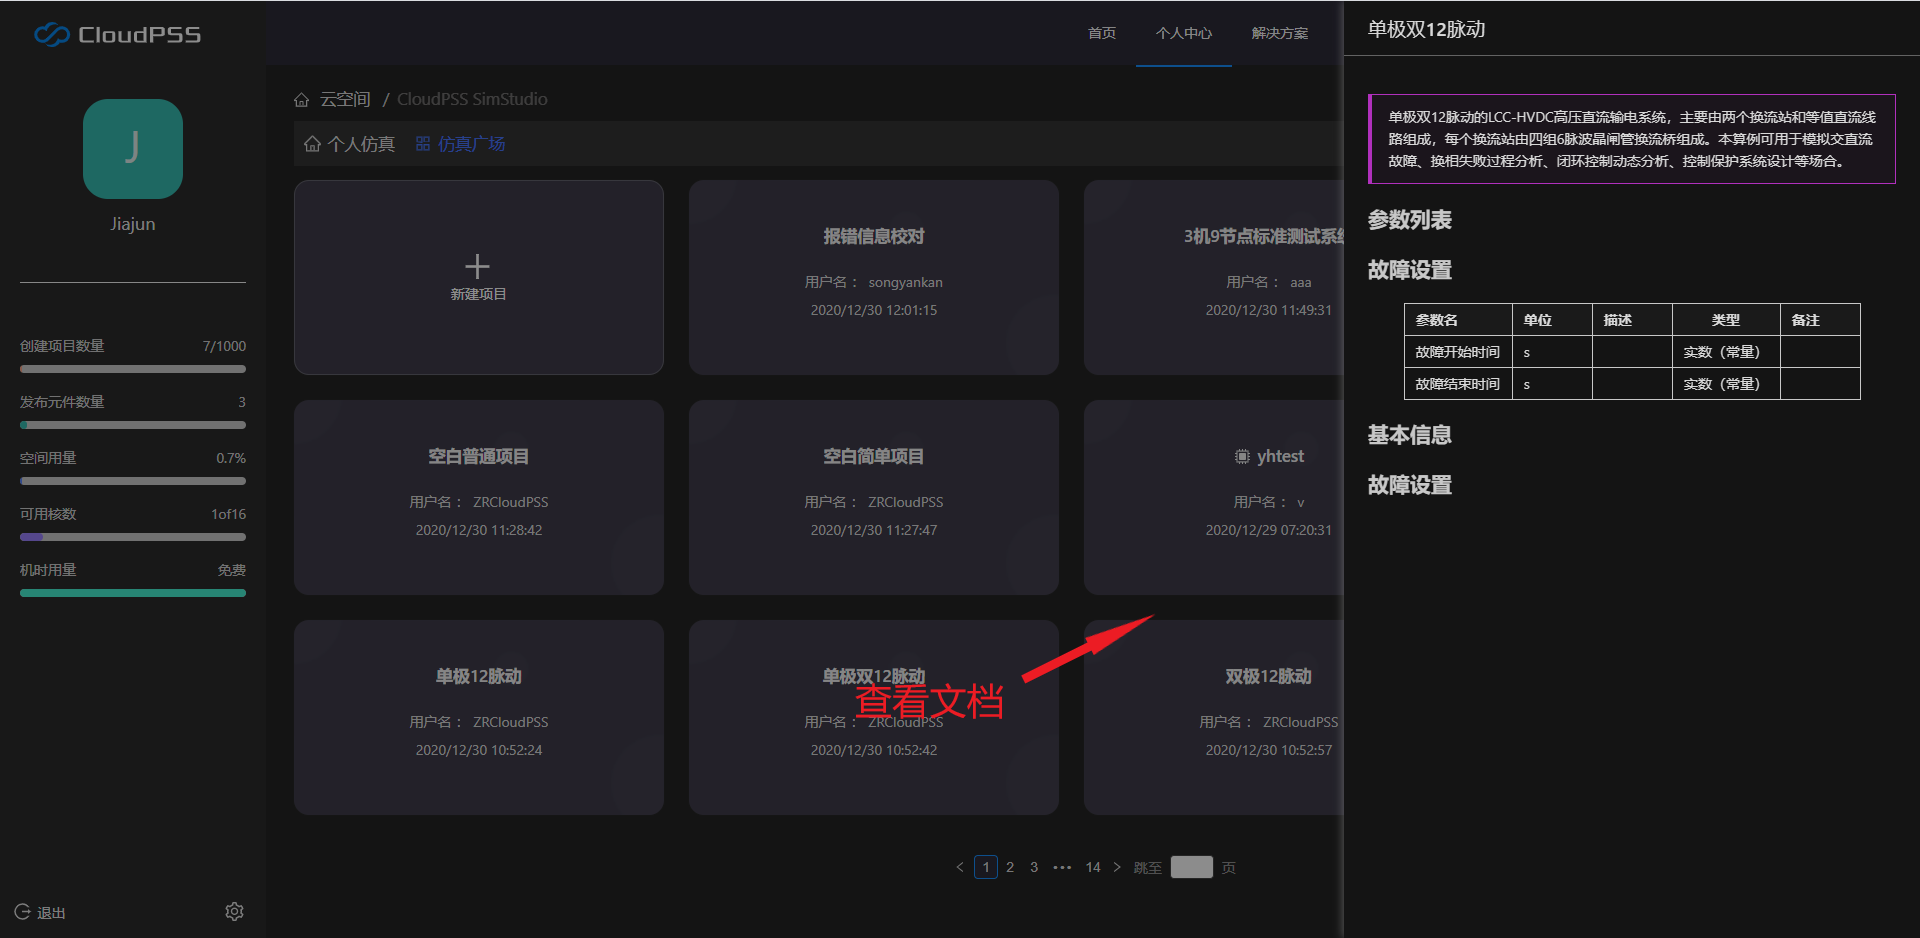 CloudPSS
首页
个人中心
解决方案
J
Jiajun
创建项目数量 7/1000
发布元件数量 3
空间用量 0.7%
可用核数 1of16
机时用量 免费
退出
云空间 / CloudPSS SimStudio
个人仿真 仿真广场
新建项目
报错信息校对
用户名： songyankan
2020/12/30 12:01:15
3机9节点标准测试系统
用户名： aaa
2020/12/30 11:49:31
空白普通项目
用户名： ZRCloudPSS
2020/12/30 11:28:42
空白简单项目
用户名： ZRCloudPSS
2020/12/30 11:27:47
yhtest
用户名： v
2020/12/29 07:20:31
单极12脉动
用户名： ZRCloudPSS
2020/12/30 10:52:24
单极双12脉动
查看文档
用户名： ZRCloudPSS
2020/12/30 10:52:42
双极12脉动
用户名： ZRCloudPSS
2020/12/30 10:52:57
< 1 2 3 ••• 14 > 跳至 页
单极双12脉动
单极双12脉动的LCC-HVDC高压直流输电系统，主要由两个换流站和等值直流线
路组成，每个换流站由四组6脉波晶闸管换流桥组成。本算例可用于模拟交直流
故障、换相失败过程分析、闭环控制动态分析、控制保护系统设计等场合。
参数列表
故障设置
参数名 单位 描述 类型 备注
故障开始时间 s 实数（常量）
故障结束时间 s 实数（常量）
基本信息
故障设置